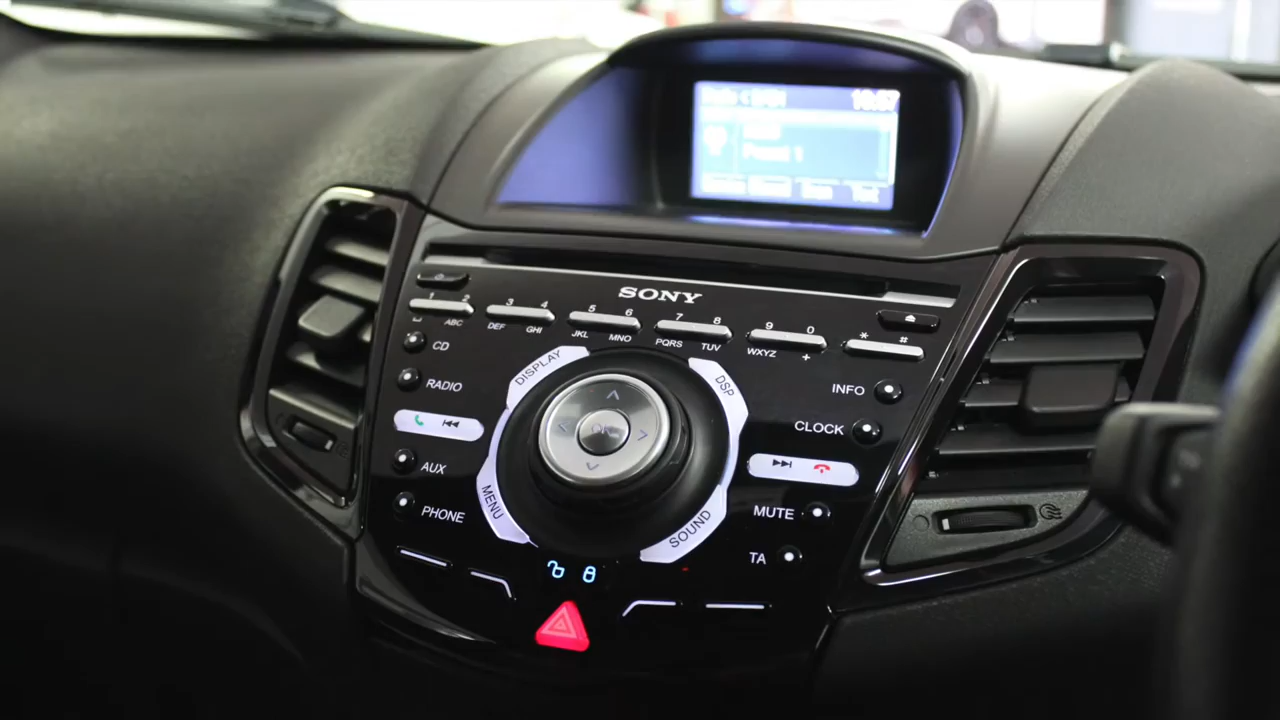 SONY
1 2 3 4 5 6 7 8 9 0 * #
ABC DEF GHI JKL MNO PQRS TUV WXYZ +
CD
DISPLAY
DSP
RADIO
INFO
OK
CLOCK
AUX
MENU
SOUND
PHONE
MUTE
TA